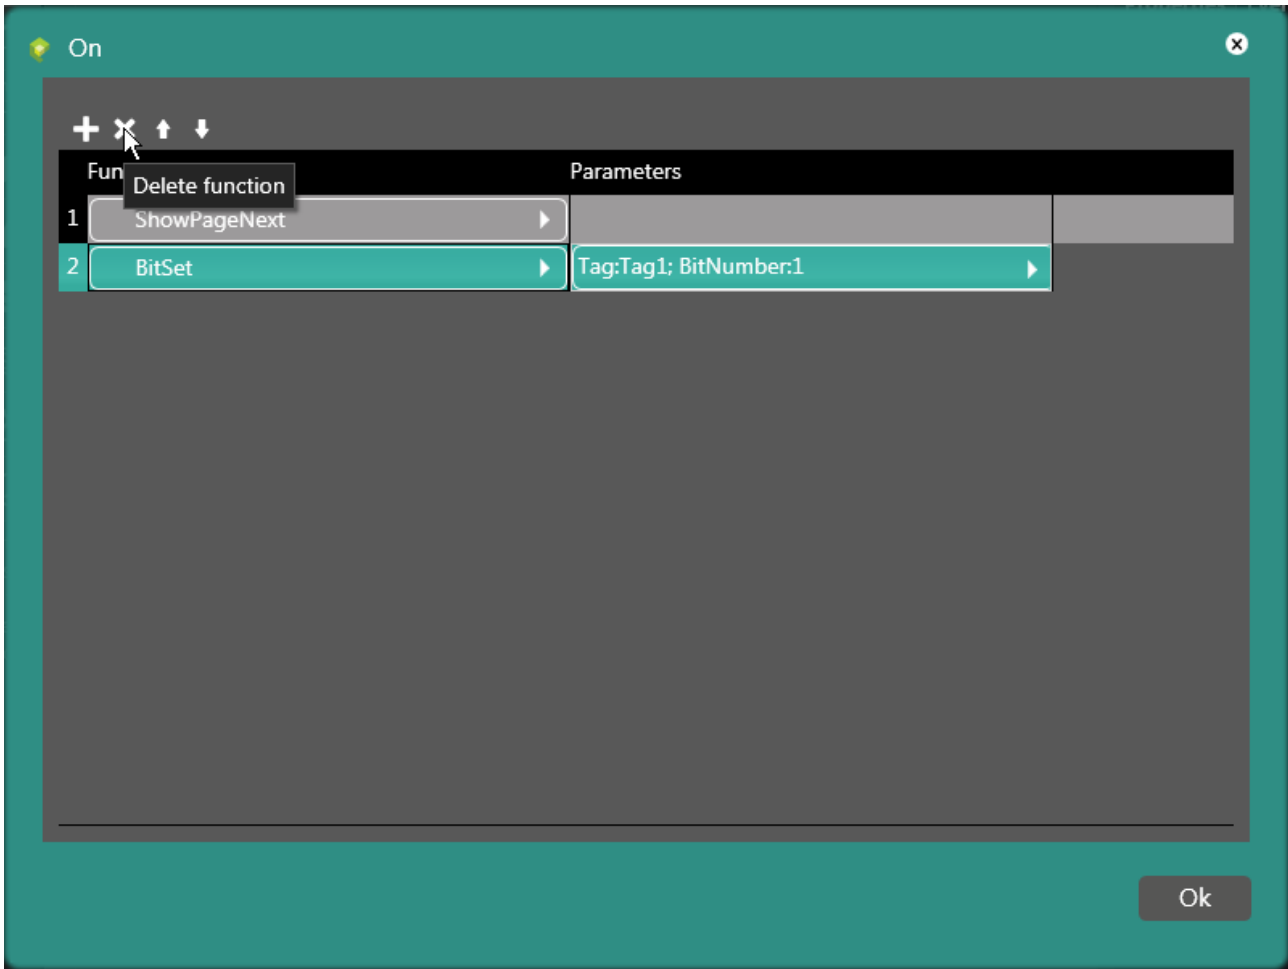 On
Fun
Parameters
Delete function
1 ShowPageNext
2 BitSet Tag:Tag1; BitNumber:1
Ok